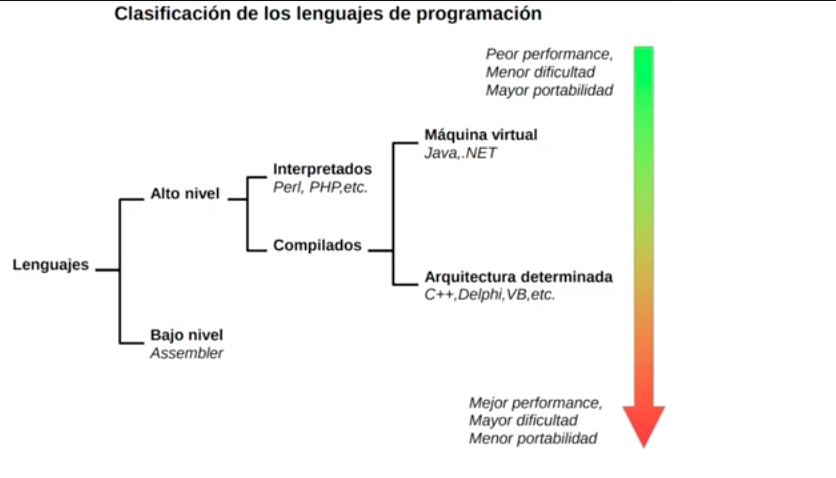 Clasificación de los lenguajes de programación
Peor performance,
Menor dificultad
Mayor portabilidad
Máquina virtual
Java,.NET
Interpretados
Perl, PHP,etc.
Alto nivel
Compilados
Lenguajes
Arquitectura determinada
C++,Delphi,VB,etc.
Bajo nivel
Assembler
Mejor performance,
Mayor dificultad
Menor portabilidad